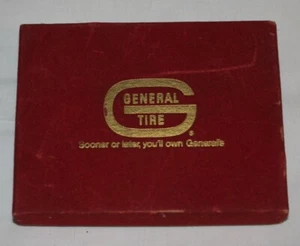 GENERAL
TIRE
®
Sooner or later, you'll own Generals